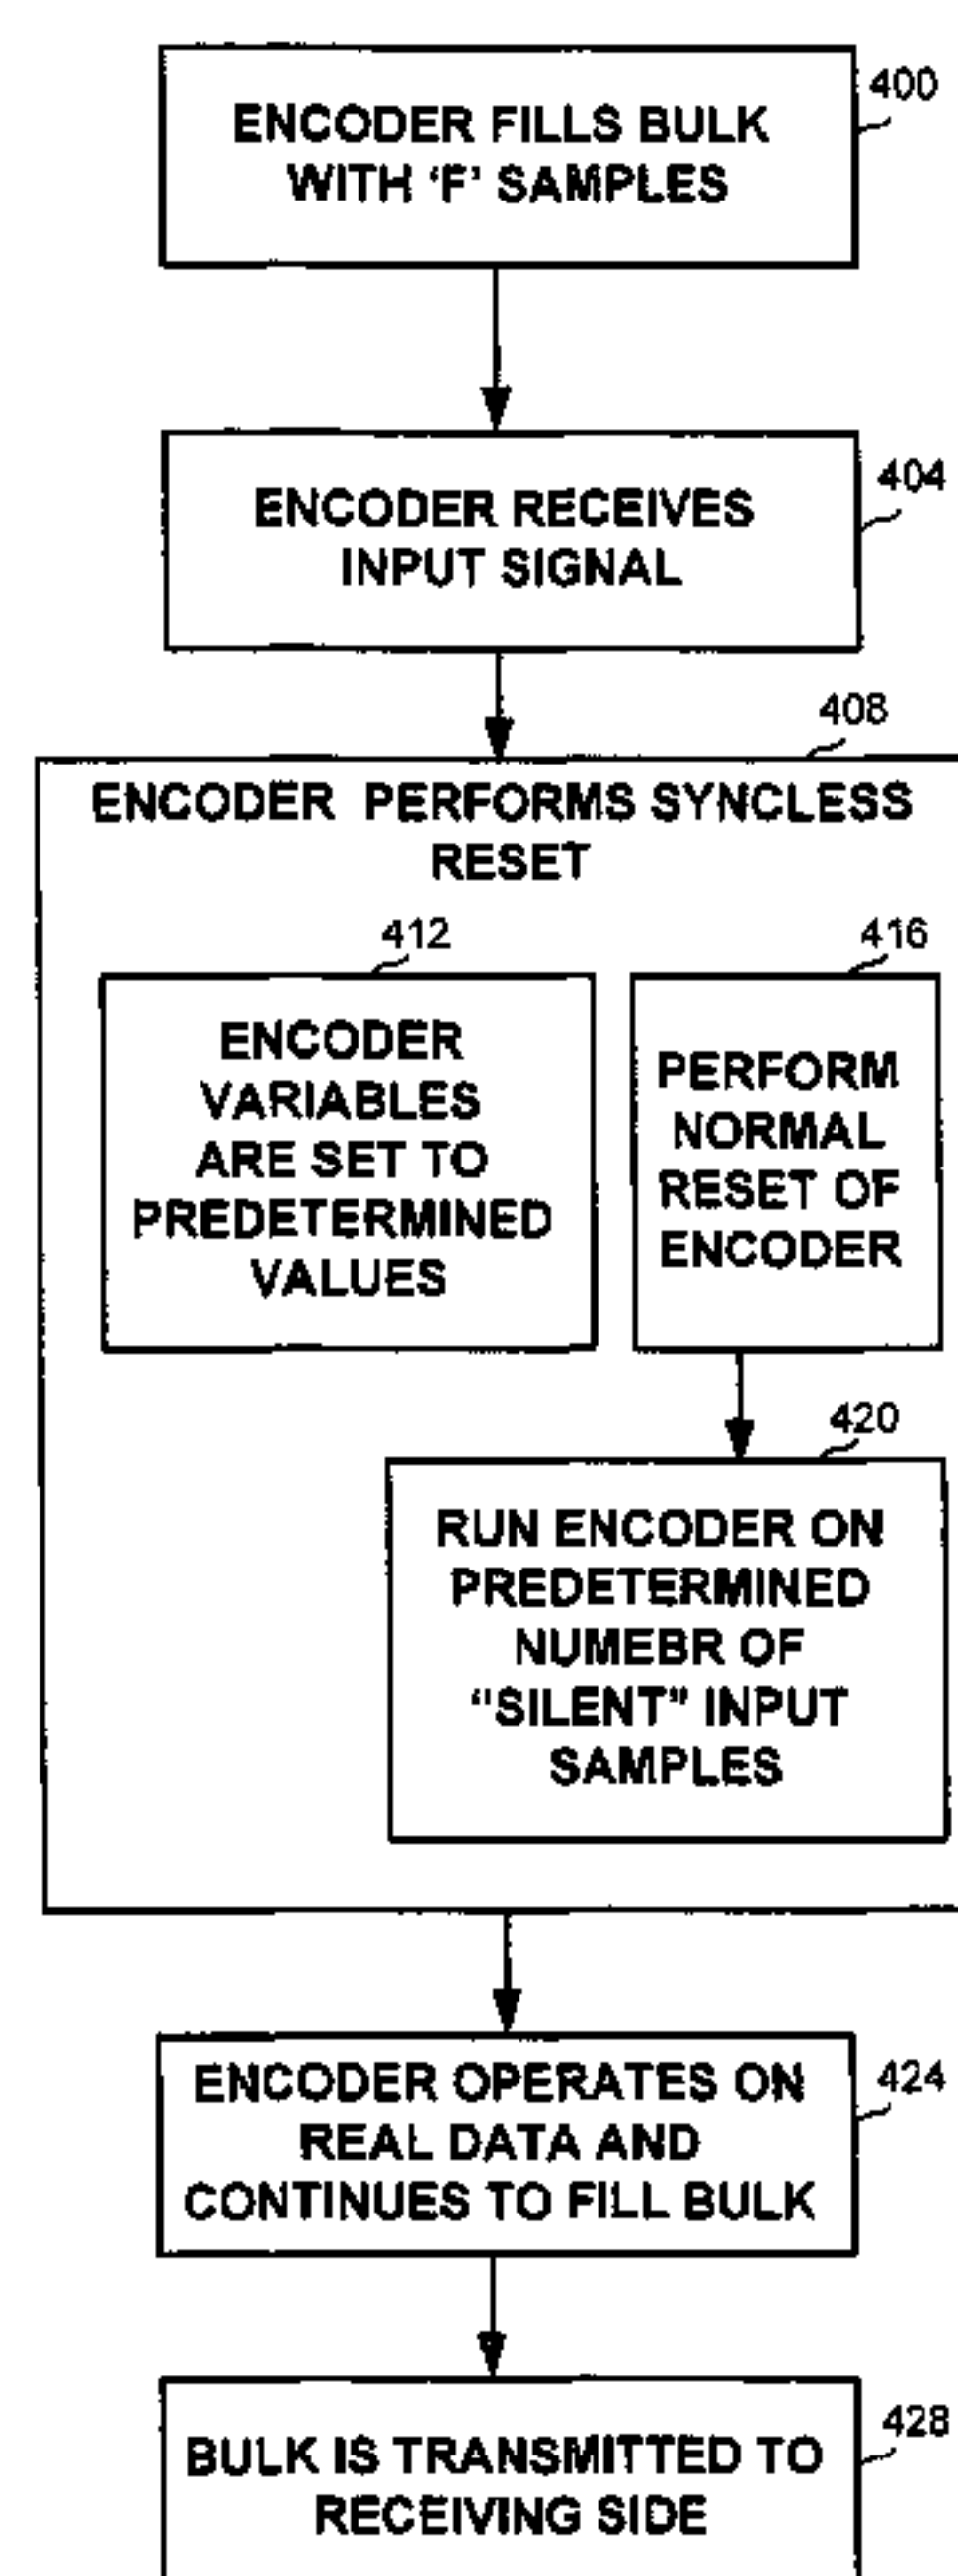 400
ENCODER FILLS BULK
WITH ‘F’ SAMPLES
404
ENCODER RECEIVES
INPUT SIGNAL
408
ENCODER PERFORMS SYNCLESS
RESET
412
ENCODER
VARIABLES
ARE SET TO
PREDETERMINED
VALUES
416
PERFORM
NORMAL
RESET OF
ENCODER
420
RUN ENCODER ON
PREDETERMINED
NUMEBR OF
“SILENT” INPUT
SAMPLES
424
ENCODER OPERATES ON
REAL DATA AND
CONTINUES TO FILL BULK
428
BULK IS TRANSMITTED TO
RECEIVING SIDE